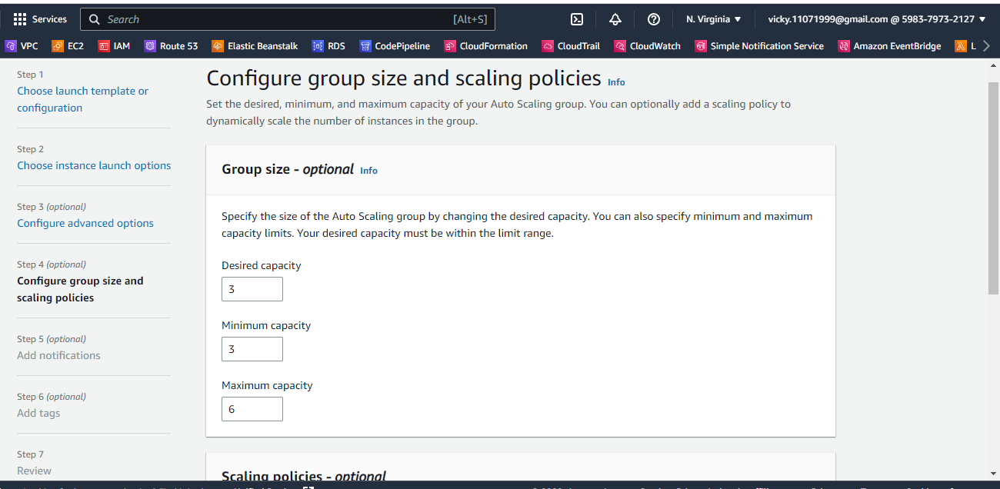 Services
Search [Alt+S]
N. Virginia
vicky.11071999@gmail.com @ 5983-7973-2127
VPC EC2 IAM Route 53 Elastic Beanstalk RDS CodePipeline CloudFormation CloudTrail CloudWatch Simple Notification Service Amazon EventBridge L
Step 1
Choose launch template or
configuration
Step 2
Choose instance launch options
Step 3 (optional)
Configure advanced options
Step 4 (optional)
Configure group size and
scaling policies
Step 5 (optional)
Add notifications
Step 6 (optional)
Add tags
Step 7
Review
Configure group size and scaling policies Info
Set the desired, minimum, and maximum capacity of your Auto Scaling group. You can optionally add a scaling policy to
dynamically scale the number of instances in the group.
Group size - optional Info
Specify the size of the Auto Scaling group by changing the desired capacity. You can also specify minimum and maximum
capacity limits. Your desired capacity must be within the limit range.
Desired capacity
3
Minimum capacity
3
Maximum capacity
6
Scaling policies - optional